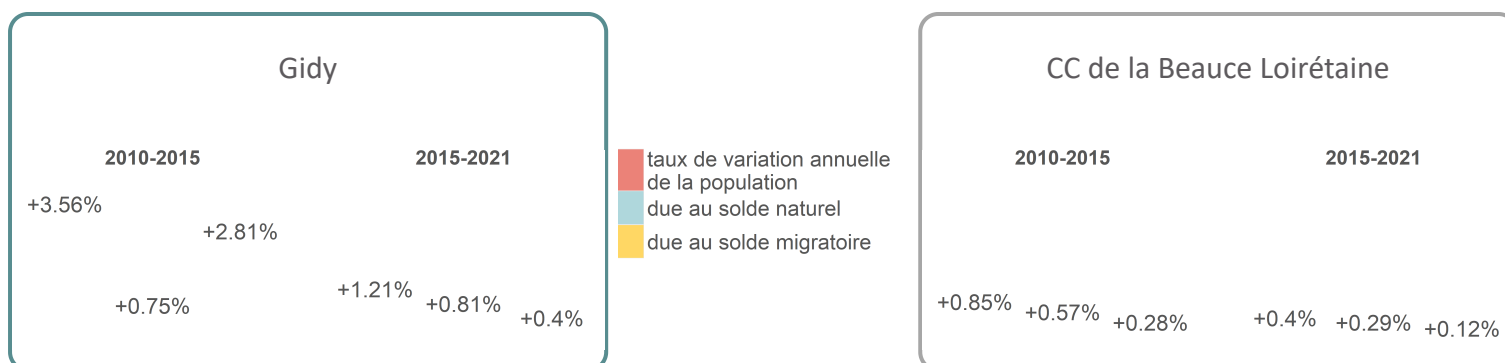 Gidy
2010-2015
2015-2021
+3.56%
+2.81%
+0.75%
+1.21%
+0.81%
+0.4%
taux de variation annuelle
de la population
due au solde naturel
due au solde migratoire
CC de la Beauce Loirétaine
2010-2015
2015-2021
+0.85%
+0.57%
+0.28%
+0.4%
+0.29%
+0.12%